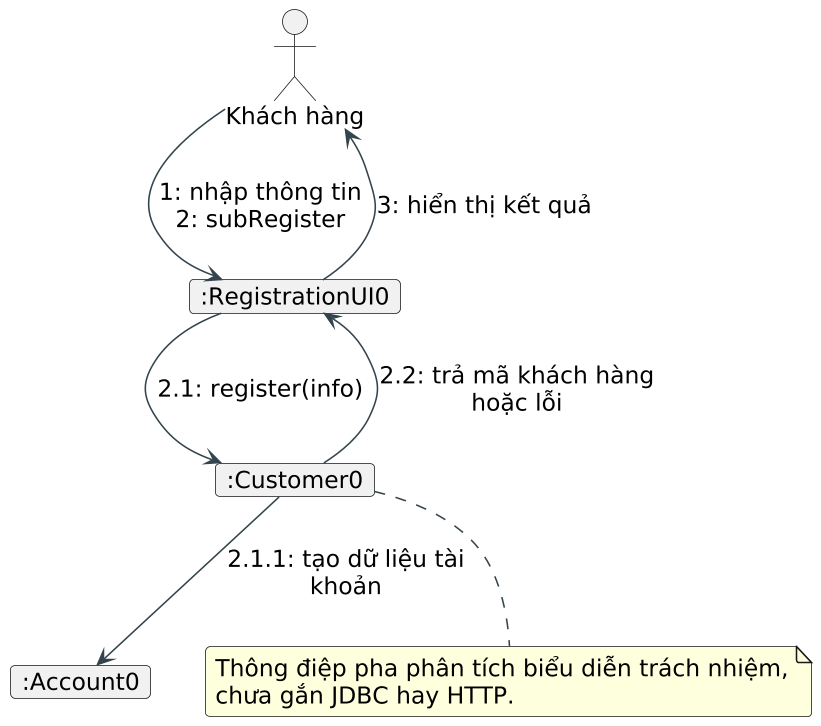 Khách hàng
1: nhập thông tin
2: subRegister
3: hiển thị kết quả
:RegistrationUI0
2.1: register(info)
2.2: trả mã khách hàng
hoặc lỗi
:Customer0
2.1.1: tạo dữ liệu tài
khoản
:Account0
Thông điệp pha phân tích biểu diễn trách nhiệm,
chưa gắn JDBC hay HTTP.